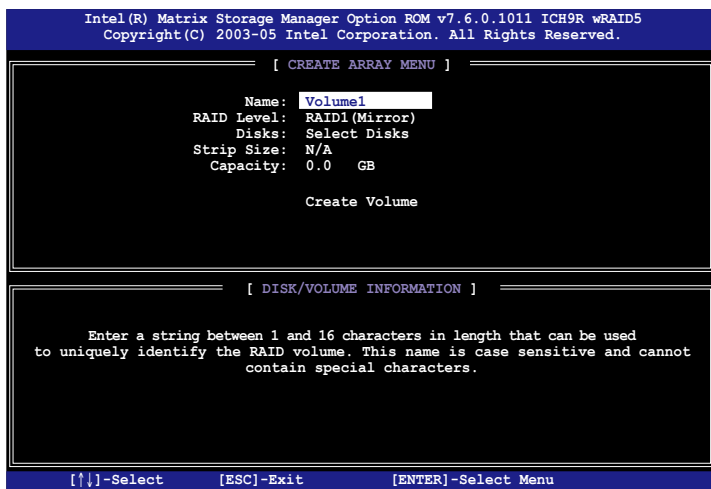 Intel(R) Matrix Storage Manager Option ROM v7.6.0.1011 ICH9R wRAID5
Copyright(C) 2003-05 Intel Corporation. All Rights Reserved.
[ CREATE ARRAY MENU ]
Name: Volume1
RAID Level: RAID1(Mirror)
Disks: Select Disks
Strip Size: N/A
Capacity: 0.0 GB
Create Volume
[ DISK/VOLUME INFORMATION ]
Enter a string between 1 and 16 characters in length that can be used
to uniquely identify the RAID volume. This name is case sensitive and cannot
contain special characters.
[↑↓]-Select [ESC]-Exit [ENTER]-Select Menu